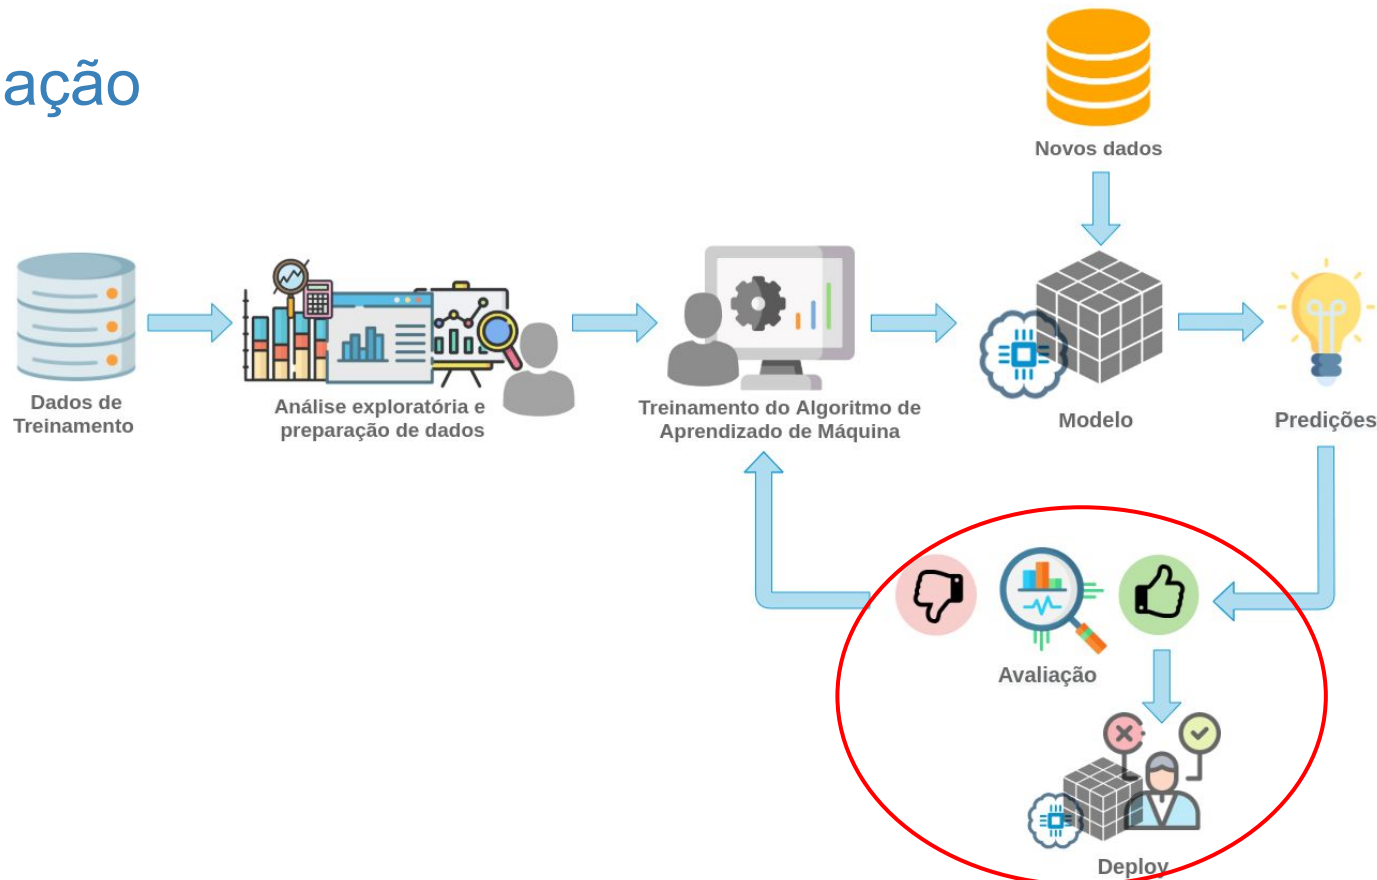 ação
Novos dados
Dados de
Treinamento
Análise exploratória e
preparação de dados
Treinamento do Algoritmo de
Aprendizado de Máquina
Modelo
Predições
Avaliação
Deploy